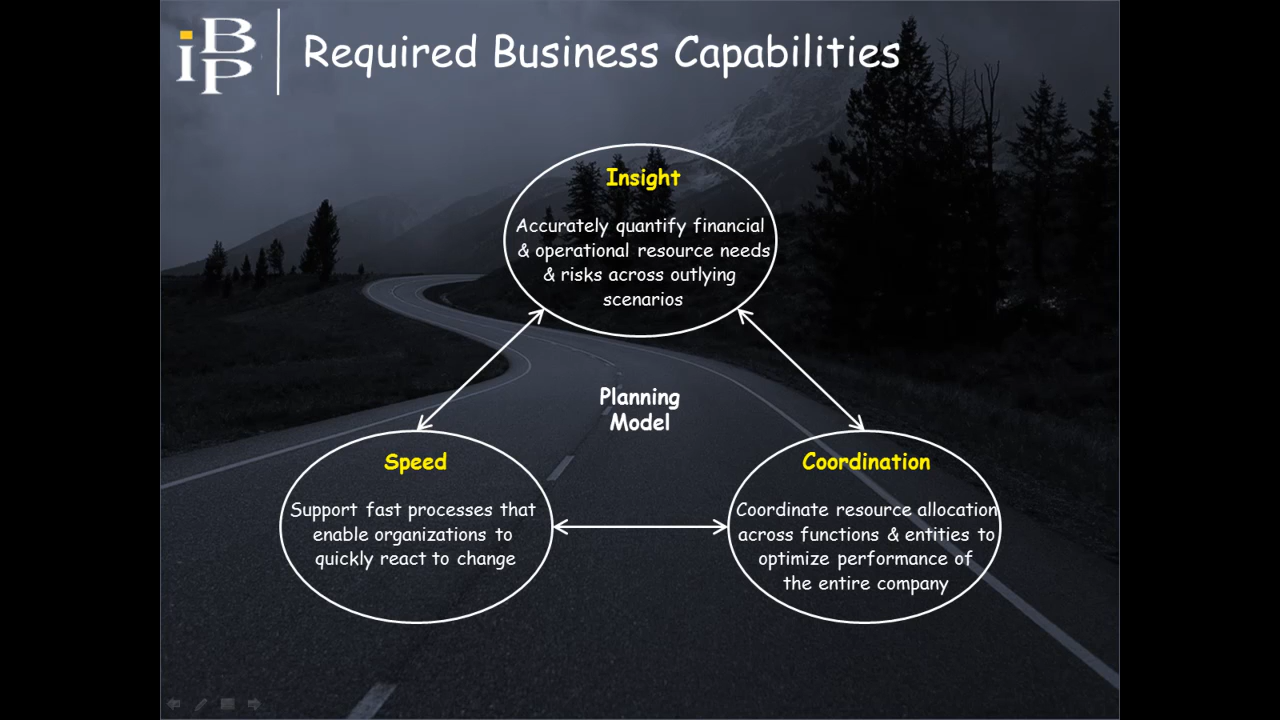 iBP
Required Business Capabilities
Insight
Accurately quantify financial
& operational resource needs
& risks across outlying
scenarios
Planning
Model
Speed
Support fast processes that
enable organizations to
quickly react to change
Coordination
Coordinate resource allocation
across functions & entities to
optimize performance of
the entire company